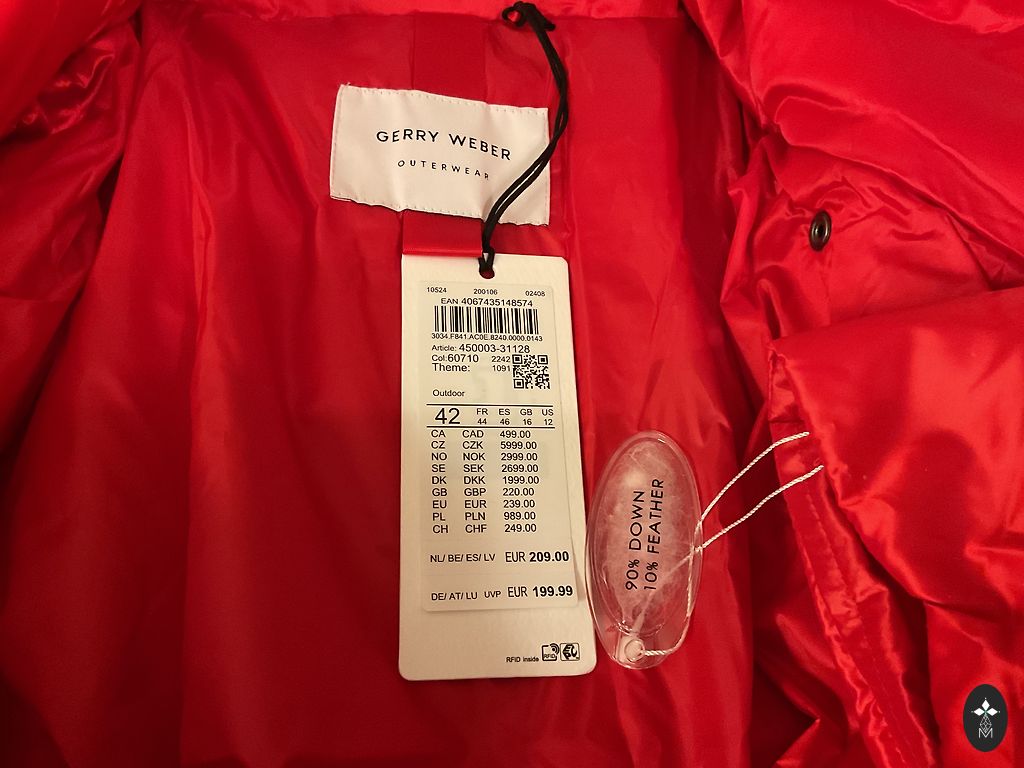 GERRY WEBER
OUTERWEAR
10524 200106 02408
EAN 4067435148574
3034.F841.AC0E.8240.0000.0143
Article: 450003-31128
Col:60710 2242
Theme: 1091
Outdoor
42 FR ES GB US
44 46 16 12
CA CAD 499.00
CZ CZK 5999.00
NO NOK 2999.00
SE SEK 2699.00
DK DKK 1999.00
GB GBP 220.00
EU EUR 239.00
PL PLN 989.00
CH CHF 249.00
NL/ BE/ ES/ LV EUR 209.00
DE/ AT/ LU UVP EUR 199.99
RFID inside RFID
90% DOWN
10% FEATHER
M